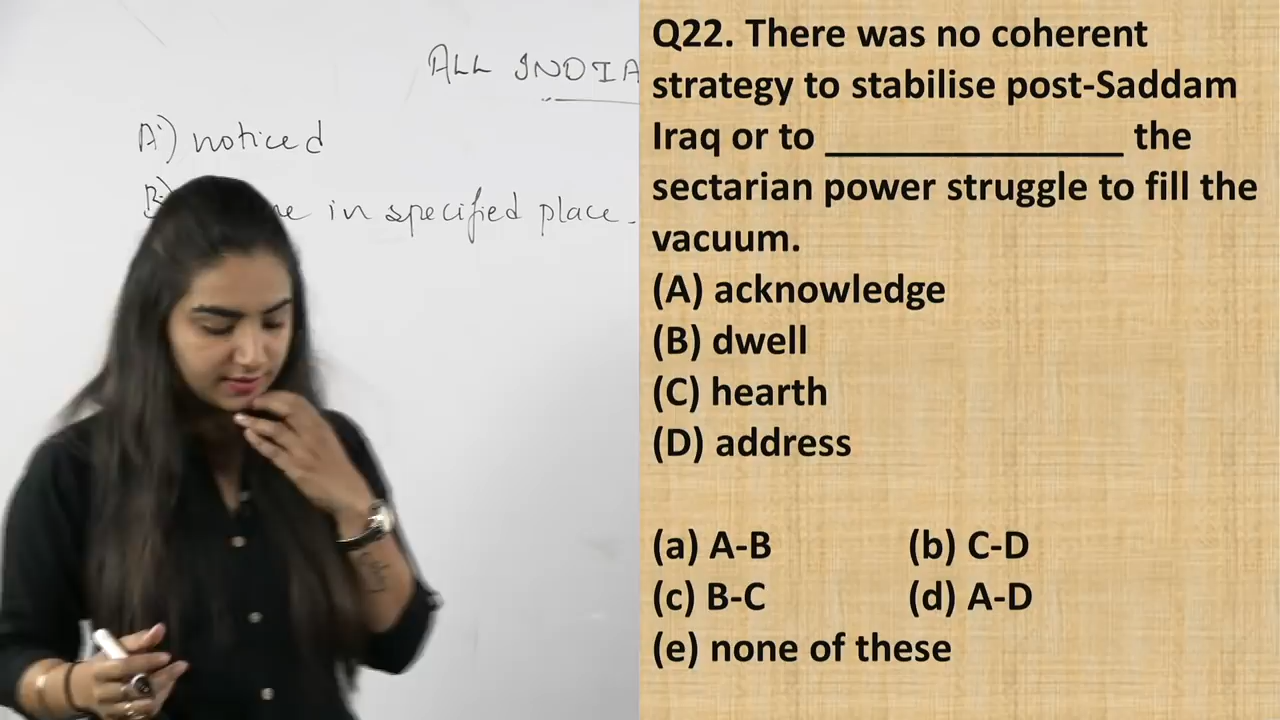 ALL INDIA
A) noticed
B) in specified place.
Q22. There was no coherent
strategy to stabilise post-Saddam
Iraq or to ______________ the
sectarian power struggle to fill the
vacuum.
(A) acknowledge
(B) dwell
(C) hearth
(D) address
(a) A-B (b) C-D
(c) B-C (d) A-D
(e) none of these